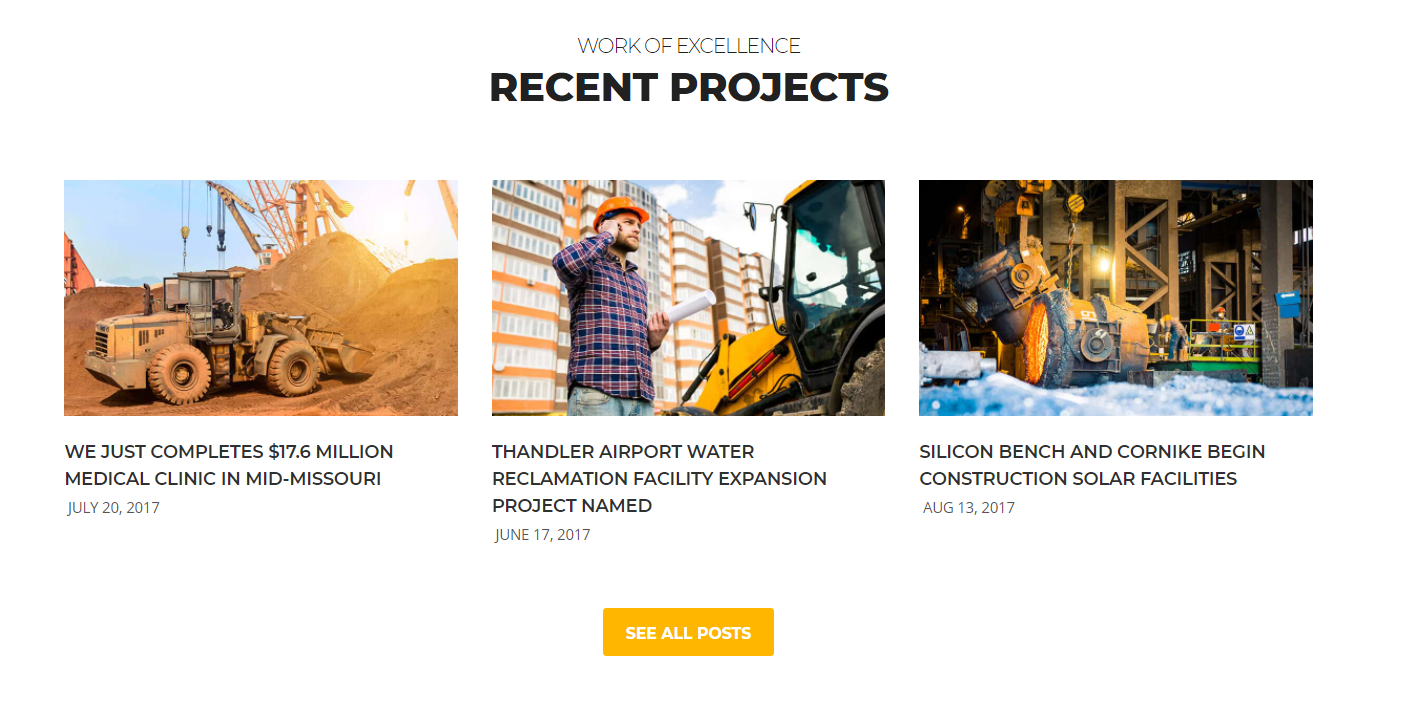 WORK OF EXCELLENCE
RECENT PROJECTS
WE JUST COMPLETES $17.6 MILLION
MEDICAL CLINIC IN MID-MISSOURI
JULY 20, 2017
THANDLER AIRPORT WATER
RECLAMATION FACILITY EXPANSION
PROJECT NAMED
JUNE 17, 2017
SILICON BENCH AND CORNIKE BEGIN
CONSTRUCTION SOLAR FACILITIES
AUG 13, 2017
SEE ALL POSTS